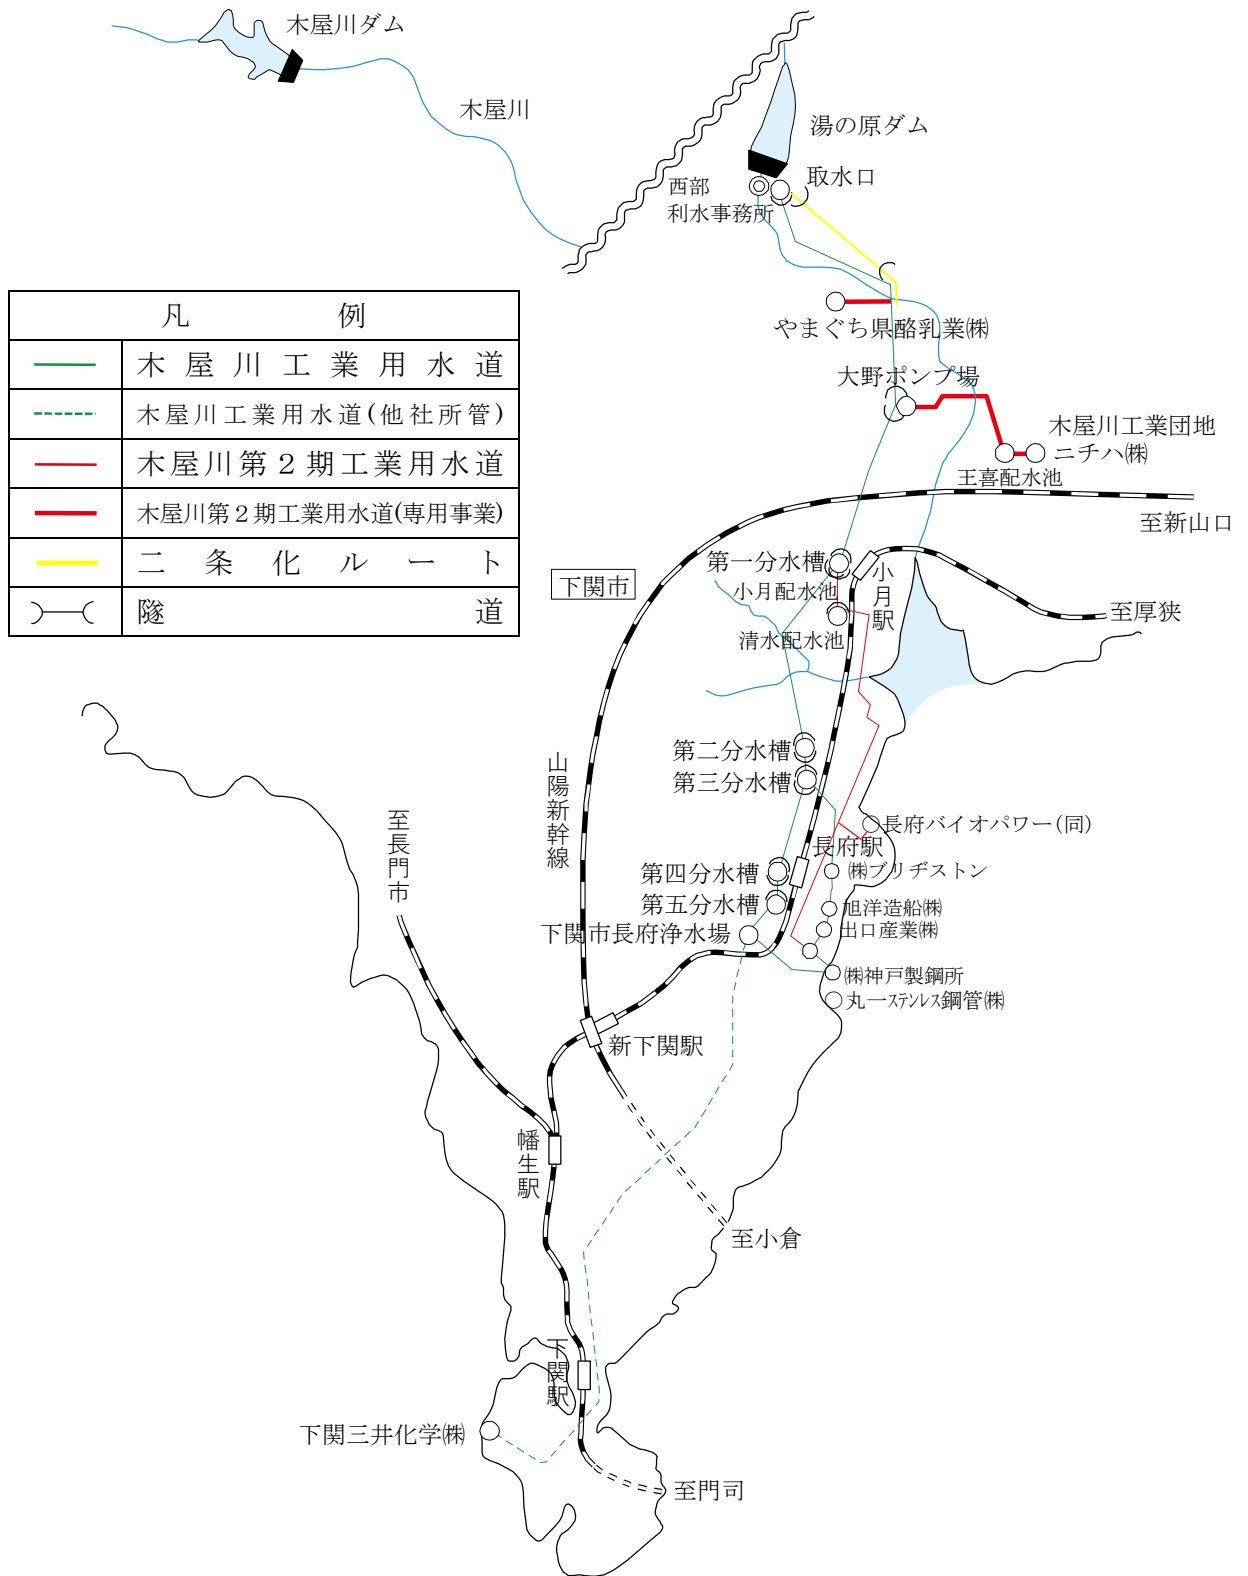 木屋川ダム
木屋川
湯の原ダム
取水口
西部
利水事務所
凡 例
木屋川工業用水道
木屋川工業用水道(他社所管)
木屋川第2期工業用水道
木屋川第2期工業用水道(専用事業)
二条化ルート
隧道
やまぐち県酪乳業㈱
大野ポンプ場
木屋川工業団地
ニチハ㈱
王喜配水池
至新山口
第一分水槽
小月配水池
小月駅
下関市
至厚狭
清水配水池
第二分水槽
第三分水槽
山陽新幹線
至長門市
長府バイオパワー(同)
長府駅
第四分水槽
㈱ブリヂストン
第五分水槽
旭洋造船㈱
出口産業㈱
下関市長府浄水場
㈱神戸製鋼所
丸一ステンレス鋼管㈱
新下関駅
幡生駅
至小倉
下関駅
下関三井化学㈱
至門司